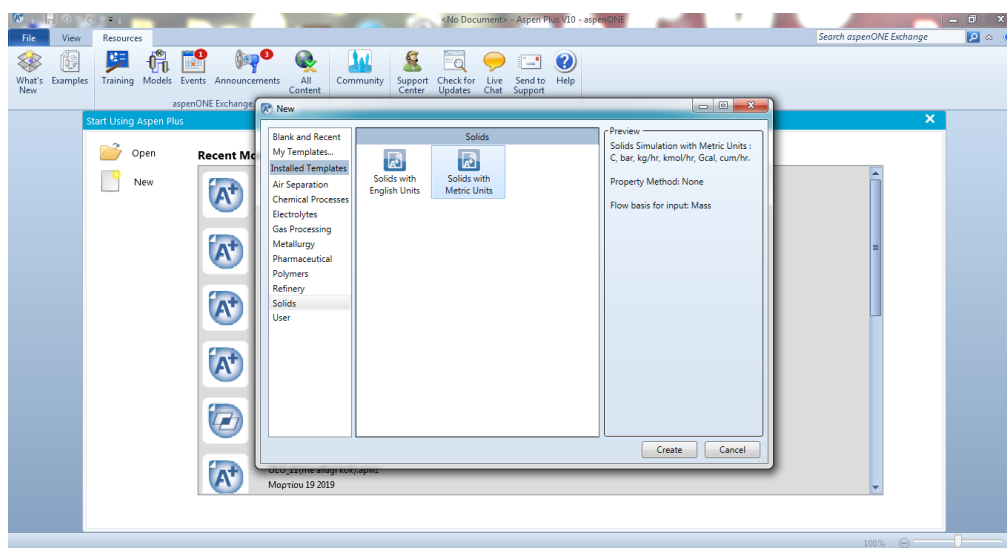 <No Document> - Aspen Plus V10 - aspenONE
File View Resources
Search aspenONE Exchange
What's New
Examples
Training
Models
Events
1
Announcements
3
All Content
Community
Support Center
Check for Updates
Live Chat
Send to Support
Help
aspenONE Exchange
Start Using Aspen Plus
Open
New
Recent Mo
New
Blank and Recent
My Templates...
Installed Templates
Air Separation
Chemical Processes
Electrolytes
Gas Processing
Metallurgy
Pharmaceutical
Polymers
Refinery
Solids
User
Solids
Solids with
English Units
Solids with
Metric Units
Preview
Solids Simulation with Metric Units :
C, bar, kg/hr, kmol/hr, Gcal, cum/hr.
Property Method: None
Flow basis for input: Mass
Create Cancel
Μαρτίου 19 2019
100%